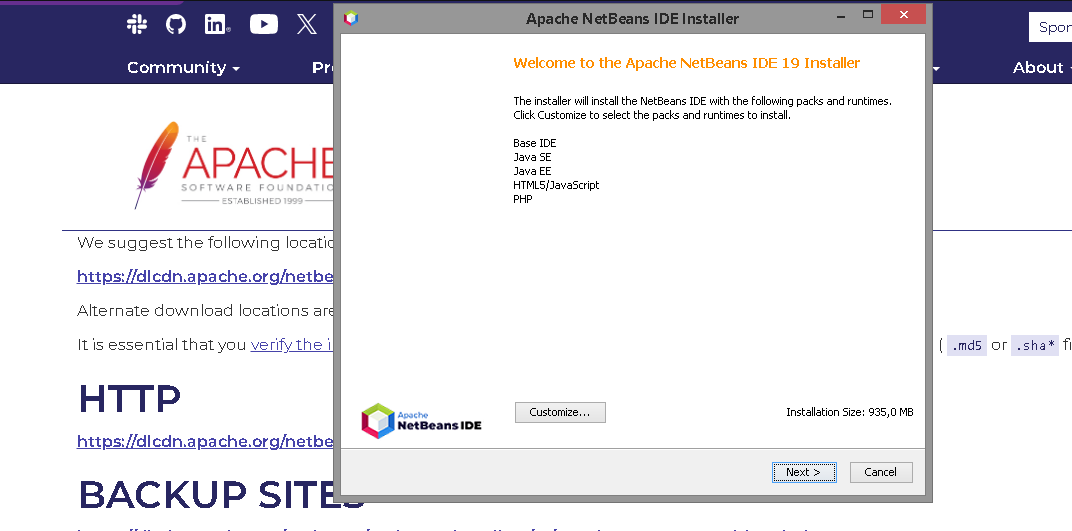 Apache NetBeans IDE Installer
Spon
Community
Pr
About
Welcome to the Apache NetBeans IDE 19 Installer
The installer will install the NetBeans IDE with the following packs and runtimes.
Click Customize to select the packs and runtimes to install.
Base IDE
Java SE
Java EE
HTML5/JavaScript
PHP
THE
APACHE
SOFTWARE FOUNDATIO
ESTABLISHED 1999
We suggest the following locatio
https://dlcdn.apache.org/netbe
Alternate download locations are
It is essential that you verify the i
( .md5 or .sha* fi
HTTP
https://dlcdn.apache.org/netbe
BACKUP SITES
Apache
NetBeans IDE
Customize...
Installation Size: 935,0 MB
Next >
Cancel